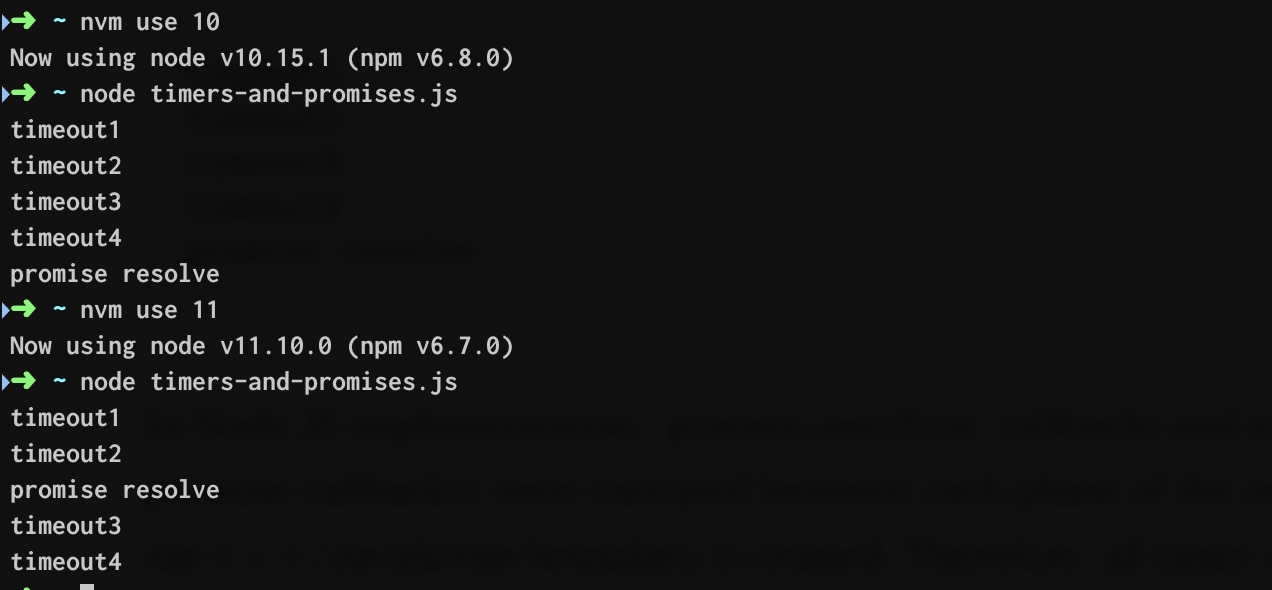 ➜ ~ nvm use 10
Now using node v10.15.1 (npm v6.8.0)
➜ ~ node timers-and-promises.js
timeout1
timeout2
timeout3
timeout4
promise resolve
➜ ~ nvm use 11
Now using node v11.10.0 (npm v6.7.0)
➜ ~ node timers-and-promises.js
timeout1
timeout2
promise resolve
timeout3
timeout4